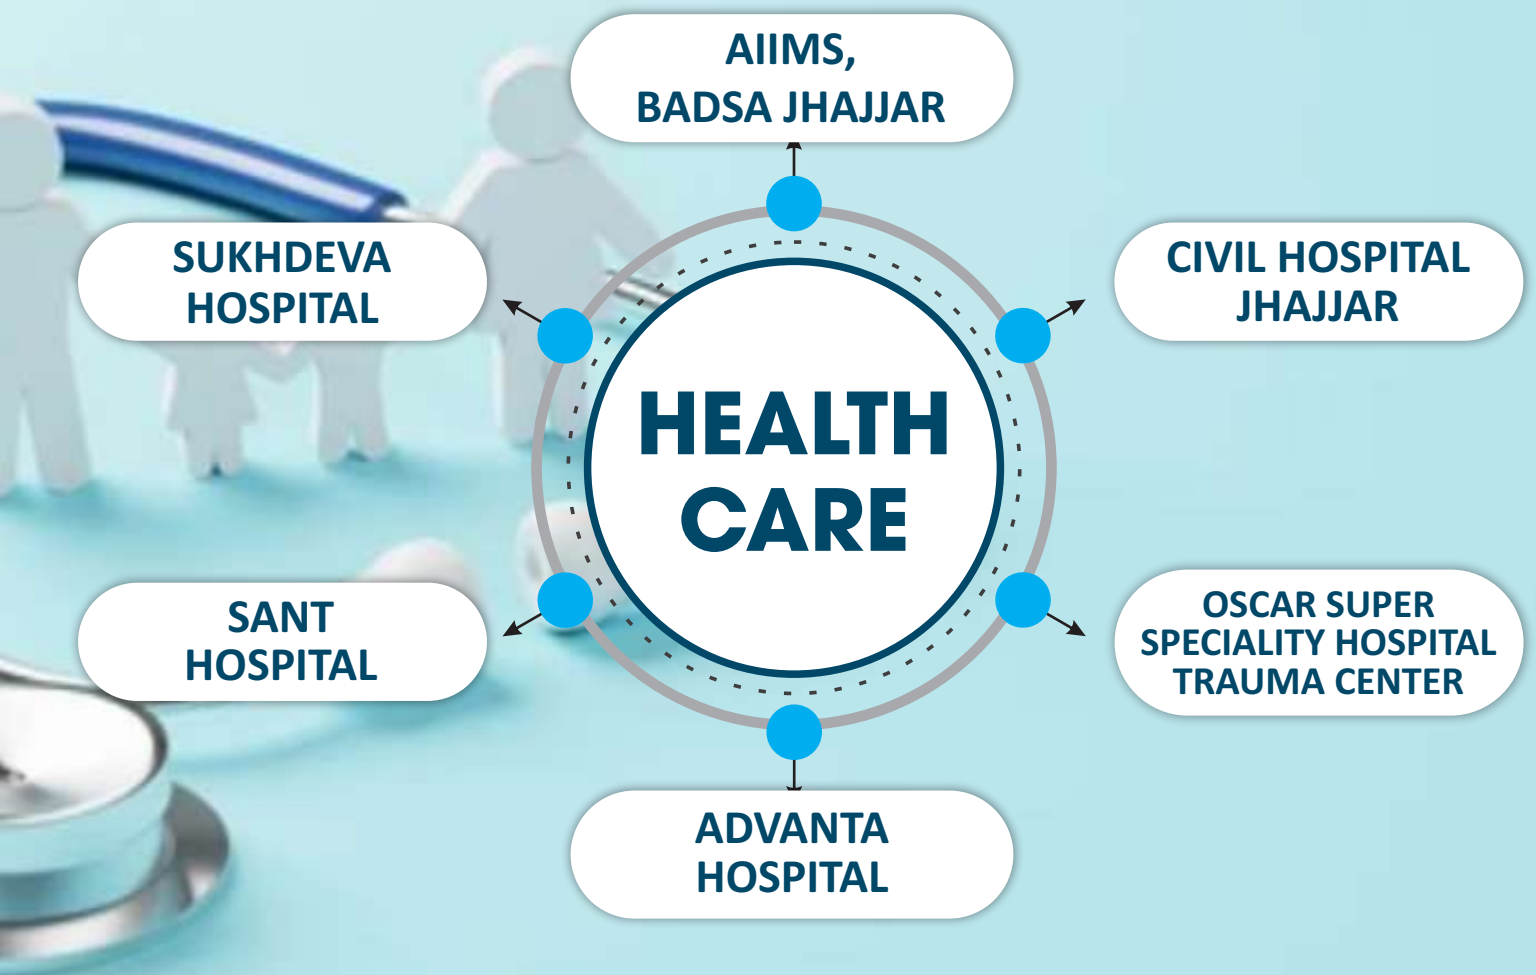 AIIMS,
BADSA JHAJJAR
SUKHDEVA
HOSPITAL
CIVIL HOSPITAL
JHAJJAR
HEALTH
CARE
SANT
HOSPITAL
OSCAR SUPER
SPECIALITY HOSPITAL
TRAUMA CENTER
ADVANTA
HOSPITAL